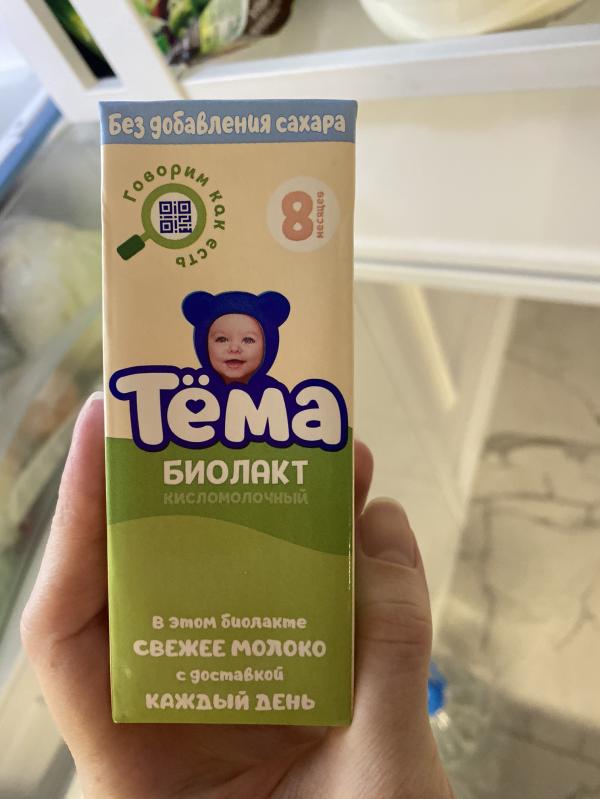 Без добавления сахара
Говорим как есть
8
месяцев
Тёма
БИОЛАКТ
КИСЛОМОЛОЧНЫЙ
В этом биолакте
СВЕЖЕЕ МОЛОКО
с доставкой
КАЖДЫЙ ДЕНЬ